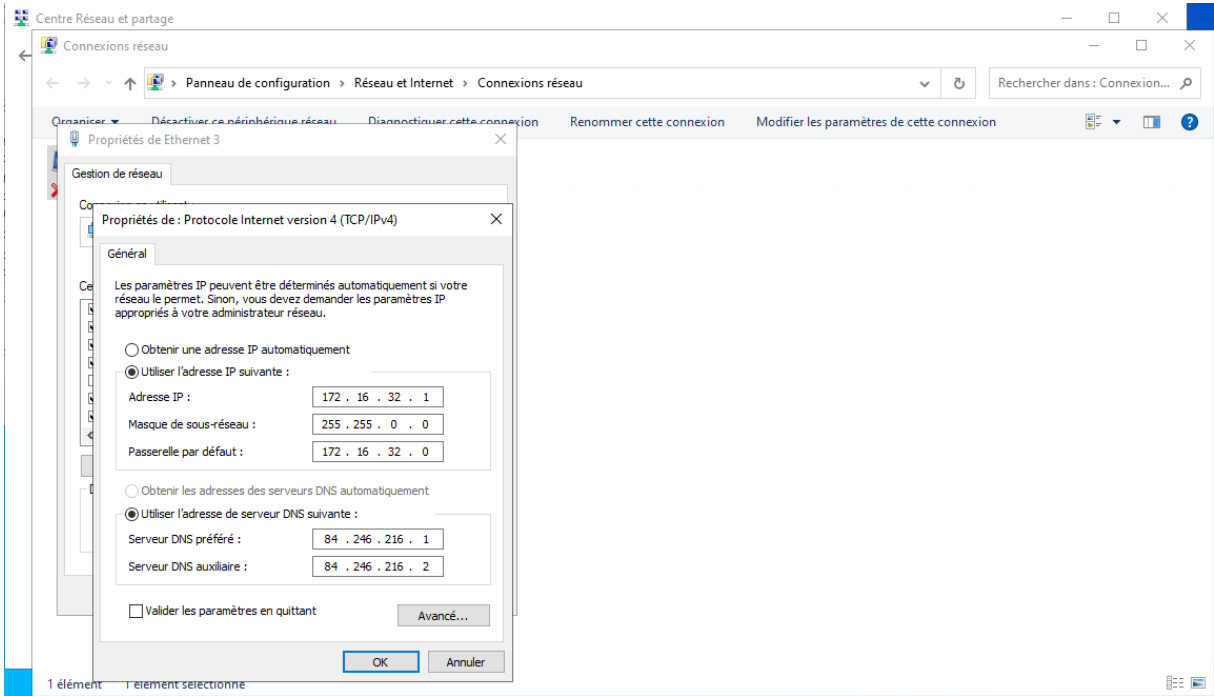 Centre Réseau et partage
Connexions réseau
Panneau de configuration > Réseau et Internet > Connexions réseau
Rechercher dans : Connexion...
Organiser Désactiver ce périphérique réseau Diagnostiquer cette connexion Renommer cette connexion Modifier les paramètres de cette connexion
Propriétés de Ethernet 3
Gestion de réseau
Propriétés de : Protocole Internet version 4 (TCP/IPv4)
Général
Les paramètres IP peuvent être déterminés automatiquement si votre
réseau le permet. Sinon, vous devez demander les paramètres IP
appropriés à votre administrateur réseau.
Obtenir une adresse IP automatiquement
Utiliser l'adresse IP suivante :
Adresse IP : 172 . 16 . 32 . 1
Masque de sous-réseau : 255 . 255 . 0 . 0
Passerelle par défaut : 172 . 16 . 32 . 0
Obtenir les adresses des serveurs DNS automatiquement
Utiliser l'adresse de serveur DNS suivante :
Serveur DNS préféré : 84 . 246 . 216 . 1
Serveur DNS auxiliaire : 84 . 246 . 216 . 2
Valider les paramètres en quittant
Avancé...
OK Annuler
1 élément 1 élément sélectionné